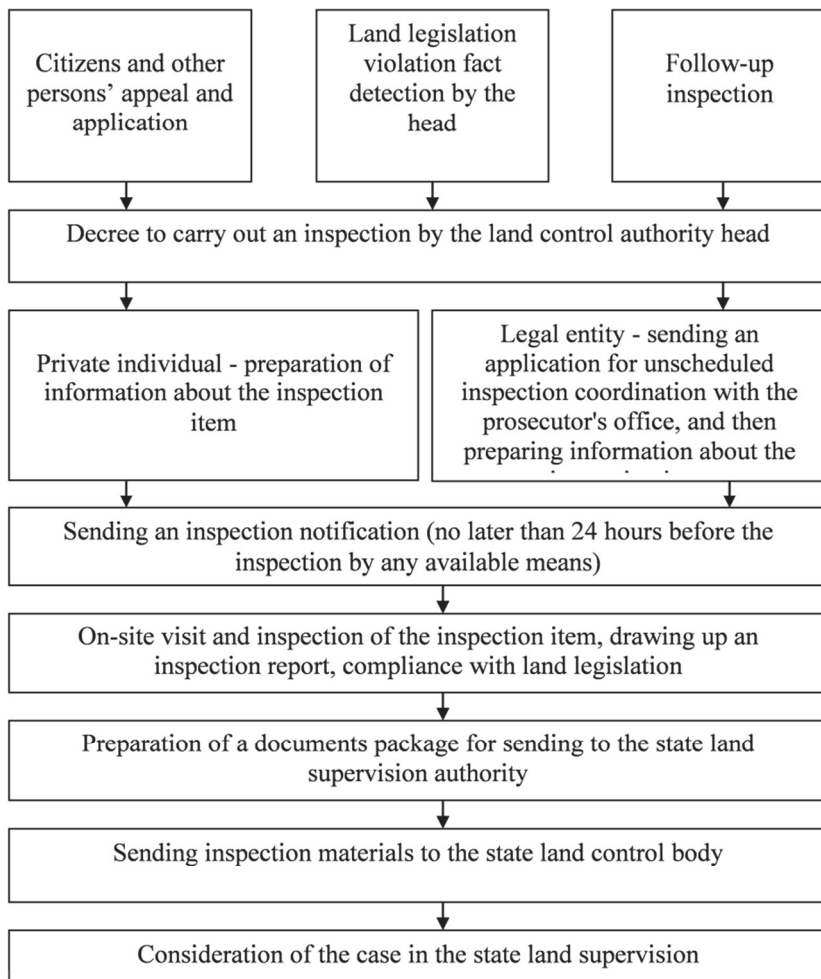 Citizens and other
persons’ appeal and
application
Land legislation
violation fact
detection by the
head
Follow-up
inspection
Decree to carry out an inspection by the land control authority head
Private individual - preparation of
information about the inspection
item
Legal entity - sending an
application for unscheduled
inspection coordination with the
prosecutor's office, and then
preparing information about the
Sending an inspection notification (no later than 24 hours before the
inspection by any available means)
On-site visit and inspection of the inspection item, drawing up an
inspection report, compliance with land legislation
Preparation of a documents package for sending to the state land
supervision authority
Sending inspection materials to the state land control body
Consideration of the case in the state land supervision